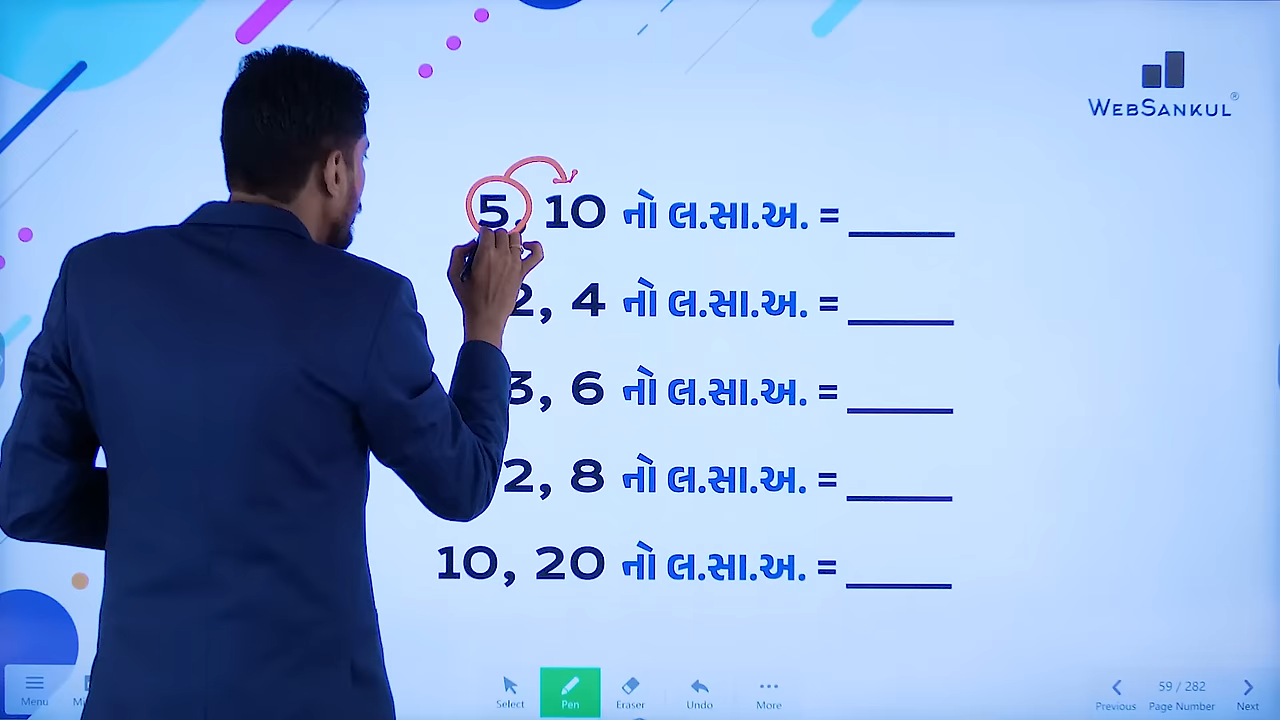 WEBSANKUL®
5, 10 નો લ.સા.અ. = ______
2, 4 નો લ.સા.અ. = ______
3, 6 નો લ.સા.અ. = ______
2, 8 નો લ.સા.અ. = ______
10, 20 નો લ.સા.અ. = ______
Menu Select Pen Eraser Undo More Previous 59 / 282 Page Number Next